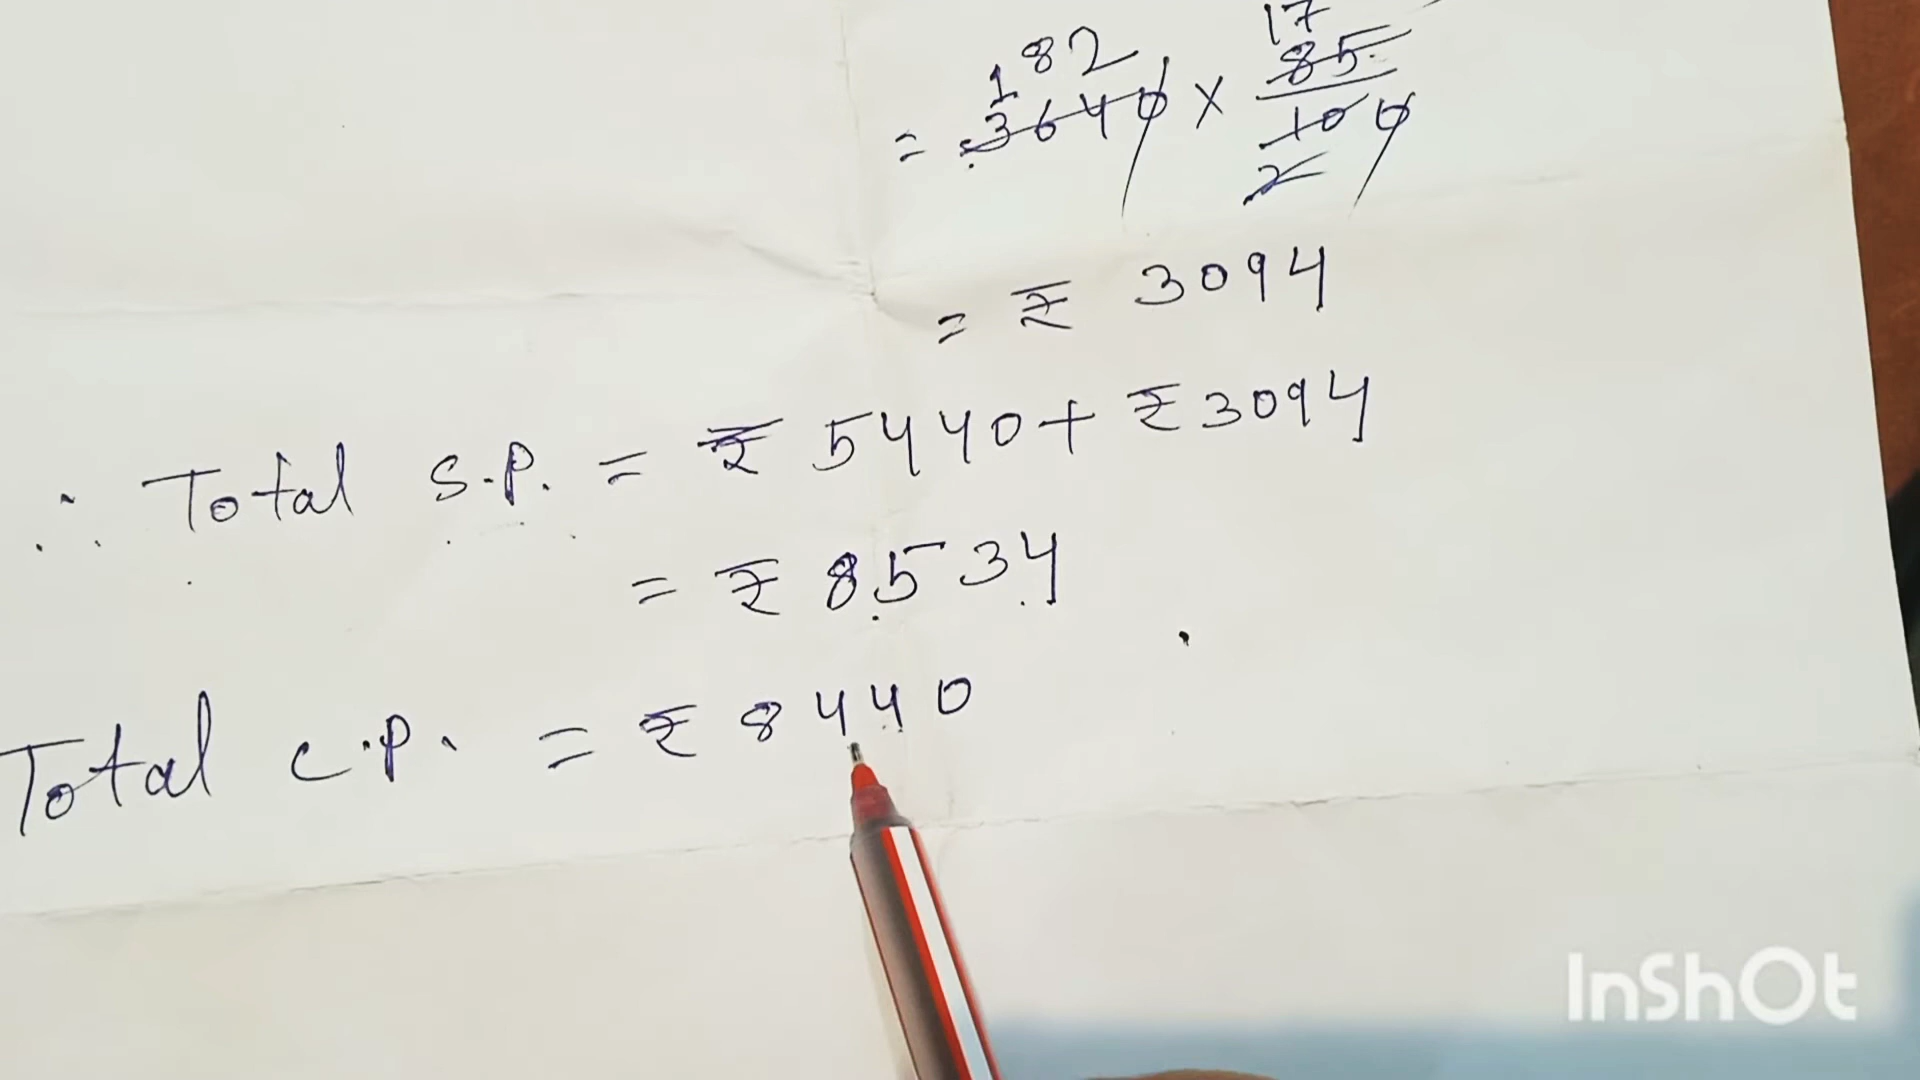 182 17
= 3640 × 85/100
2
= ₹ 3094
∴ Total S.P. = ₹ 5440 + ₹ 3094
= ₹ 8534
Total C.P. = ₹ 8440
InShOt